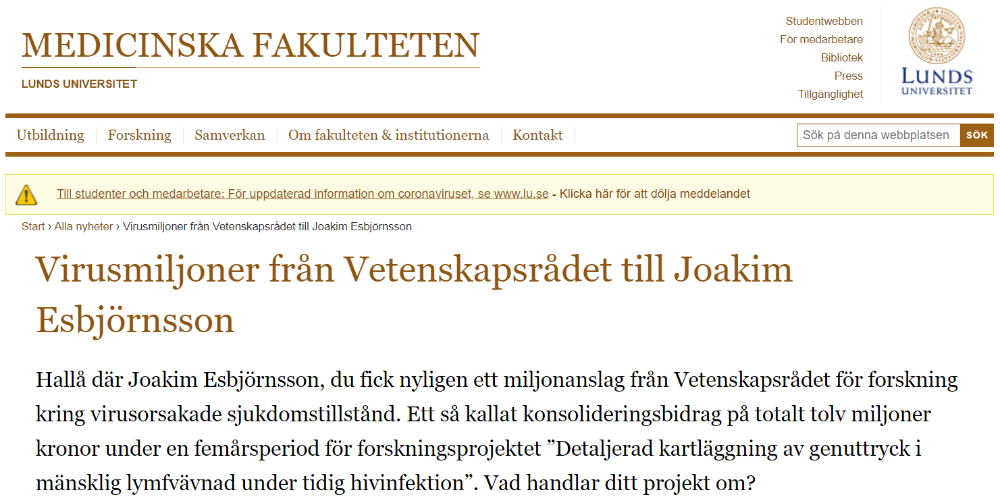 MEDICINSKA FAKULTETEN
LUNDS UNIVERSITET
Studentwebben
För medarbetare
Bibliotek
Press
Tillgänglighet
LUNDS
UNIVERSITET
Utbildning
Forskning
Samverkan
Om fakulteten & institutionerna
Kontakt
Sök på denna webbplatsen
SÖK
Till studenter och medarbetare: För uppdaterad information om coronaviruset, se www.lu.se - Klicka här för att dölja meddelandet
Start › Alla nyheter › Virusmiljoner från Vetenskapsrådet till Joakim Esbjörnsson
Virusmiljoner från Vetenskapsrådet till Joakim
Esbjörnsson
Hallå där Joakim Esbjörnsson, du fick nyligen ett miljonanslag från Vetenskapsrådet för forskning
kring virusorsakade sjukdomstillstånd. Ett så kallat konsolideringsbidrag på totalt tolv miljoner
kronor under en femårsperiod för forskningsprojektet ”Detaljerad kartläggning av genuttryck i
mänsklig lymfvävnad under tidig hivinfektion”. Vad handlar ditt projekt om?